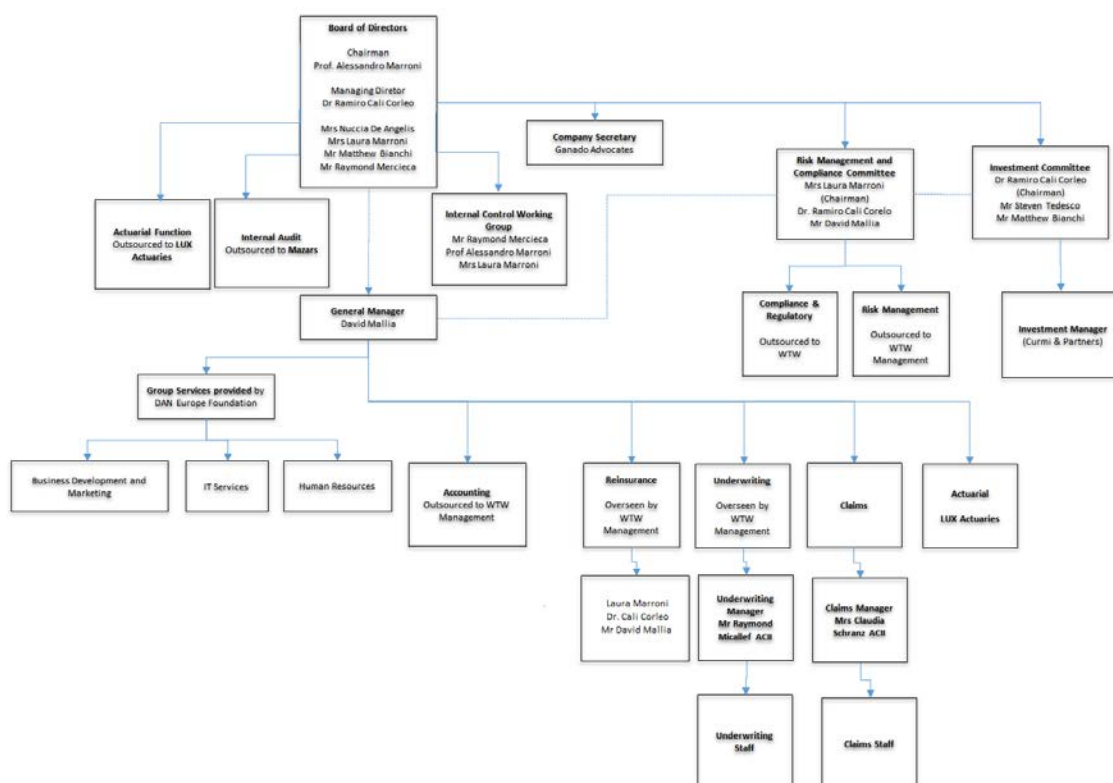 Board of Directors
Chairman
Prof. Alessandro Marroni
Managing Diretor
Dr Ramiro Cali Corleo
Mrs Nuccia De Angelis
Mrs Laura Marroni
Mr Matthew Bianchi
Mr Raymond Mercieca
Company Secretary
Ganado Advocates
Risk Management and
Compliance Committee
Mrs Laura Marroni
(Chairman)
Dr. Ramiro Cali Corelo
Mr David Mallia
Investment Committee
Dr Ramiro Cali Corleo
(Chairman)
Mr Steven Tedesco
Mr Matthew Bianchi
Actuarial Function
Outsourced to LUX
Actuaries
Internal Audit
Outsourced to Mazars
Internal Control Working
Group
Mr Raymond Mercieca
Prof Alessandro Marroni
Mrs Laura Marroni
General Manager
David Mallia
Compliance &
Regulatory
Outsourced to
WTW
Risk Management
Outsourced to
WTW
Management
Investment Manager
(Curmi & Partners)
Group Services provided by
DAN Europe Foundation
Business Development and
Marketing
IT Services
Human Resources
Accounting
Outsourced to WTW
Management
Reinsurance
Overseen by
WTW
Management
Underwriting
Overseen by
WTW
Management
Claims
Actuarial
LUX Actuaries
Laura Marroni
Dr. Cali Corleo
Mr David Mallia
Underwriting
Manager
Mr Raymond
Micallef ACII
Claims Manager
Mrs Claudia
Schranz ACII
Underwriting
Staff
Claims Staff